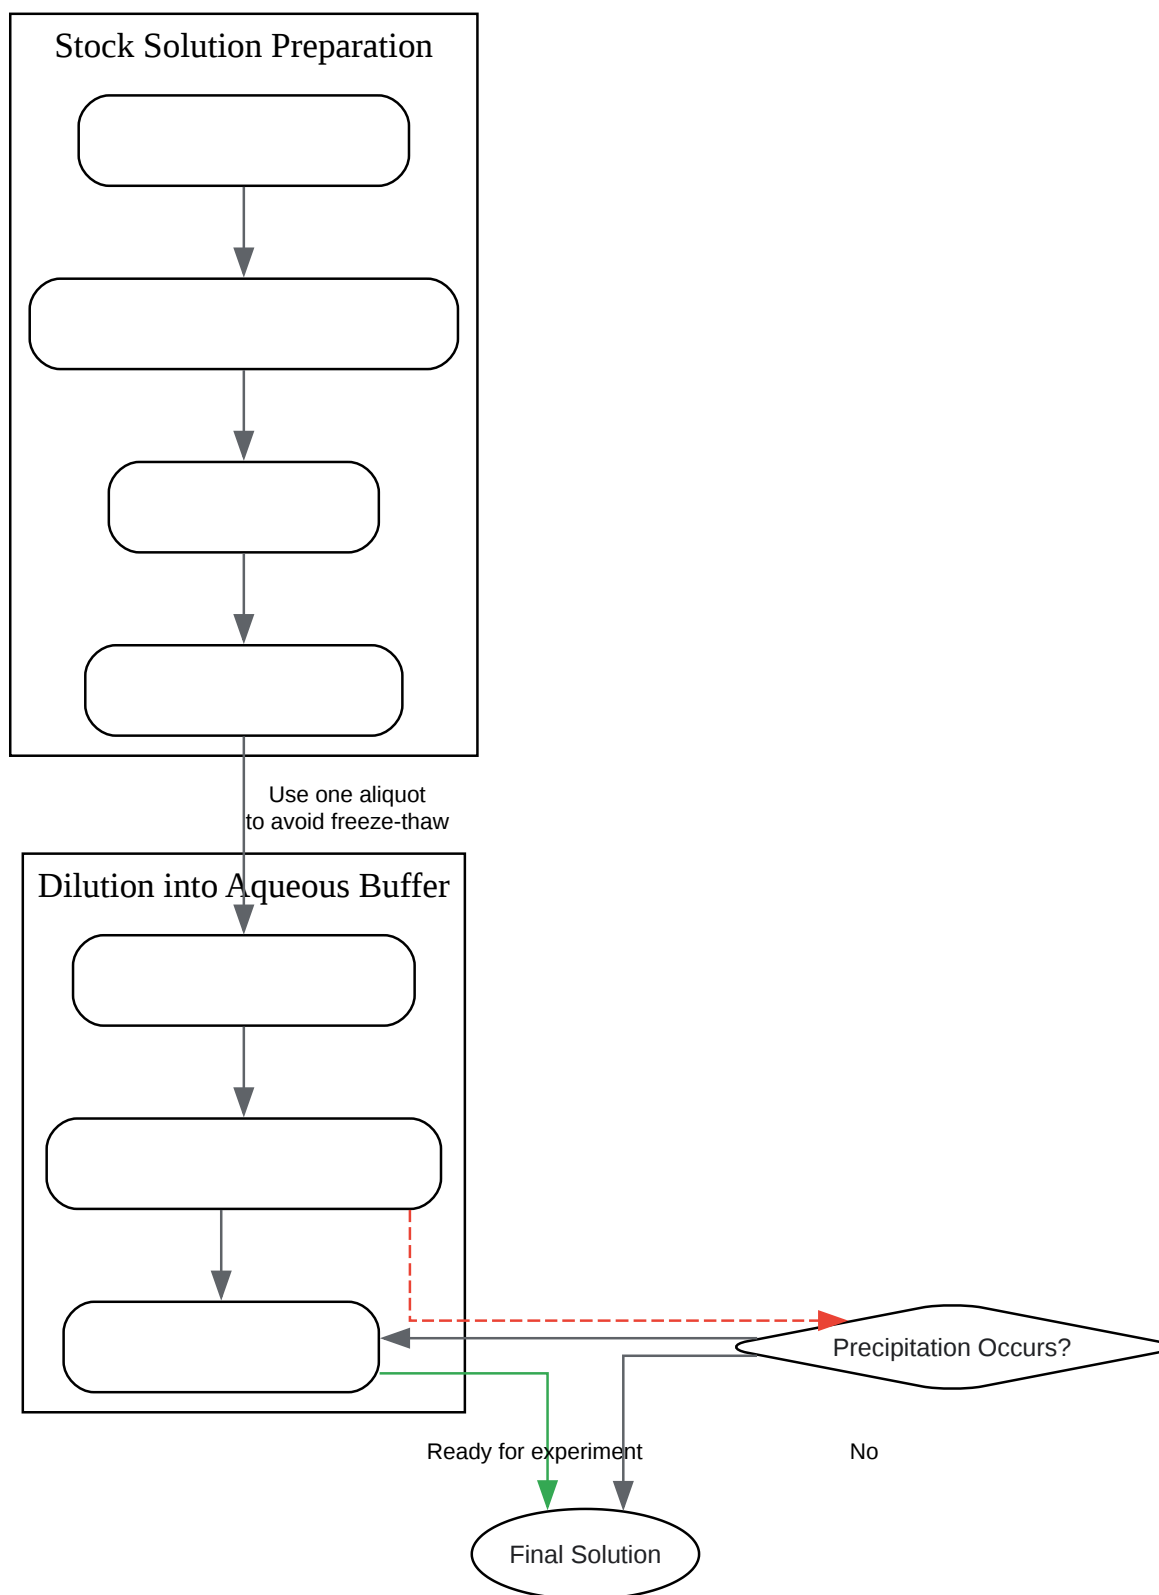 Stock Solution Preparation
Use one aliquot
to avoid freeze-thaw
Dilution into Aqueous Buffer
Precipitation Occurs?
Ready for experiment
No
Final Solution